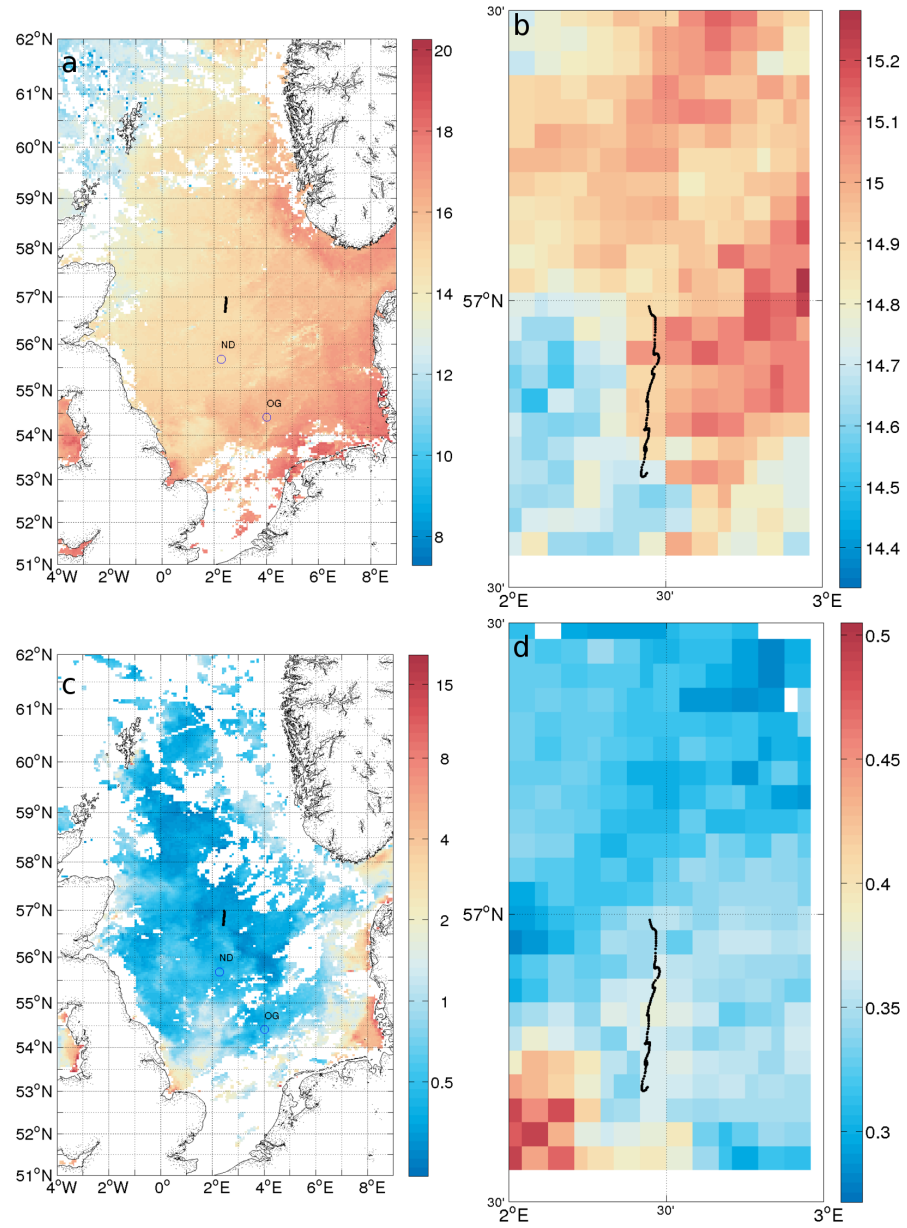 a
62°N
61°N
60°N
59°N
58°N
57°N
56°N
55°N
54°N
53°N
52°N
51°N
4°W
2°W
0°
2°E
4°E
6°E
8°E
ND
OG
20
18
16
14
12
10
8
b
30'
57°N
30'
2°E
30'
3°E
15.2
15.1
15
14.9
14.8
14.7
14.6
14.5
14.4
c
62°N
61°N
60°N
59°N
58°N
57°N
56°N
55°N
54°N
53°N
52°N
51°N
4°W
2°W
0°
2°E
4°E
6°E
8°E
ND
OG
15
8
4
2
1
0.5
d
57°N
30'
2°E
30'
3°E
0.5
0.45
0.4
0.35
0.3